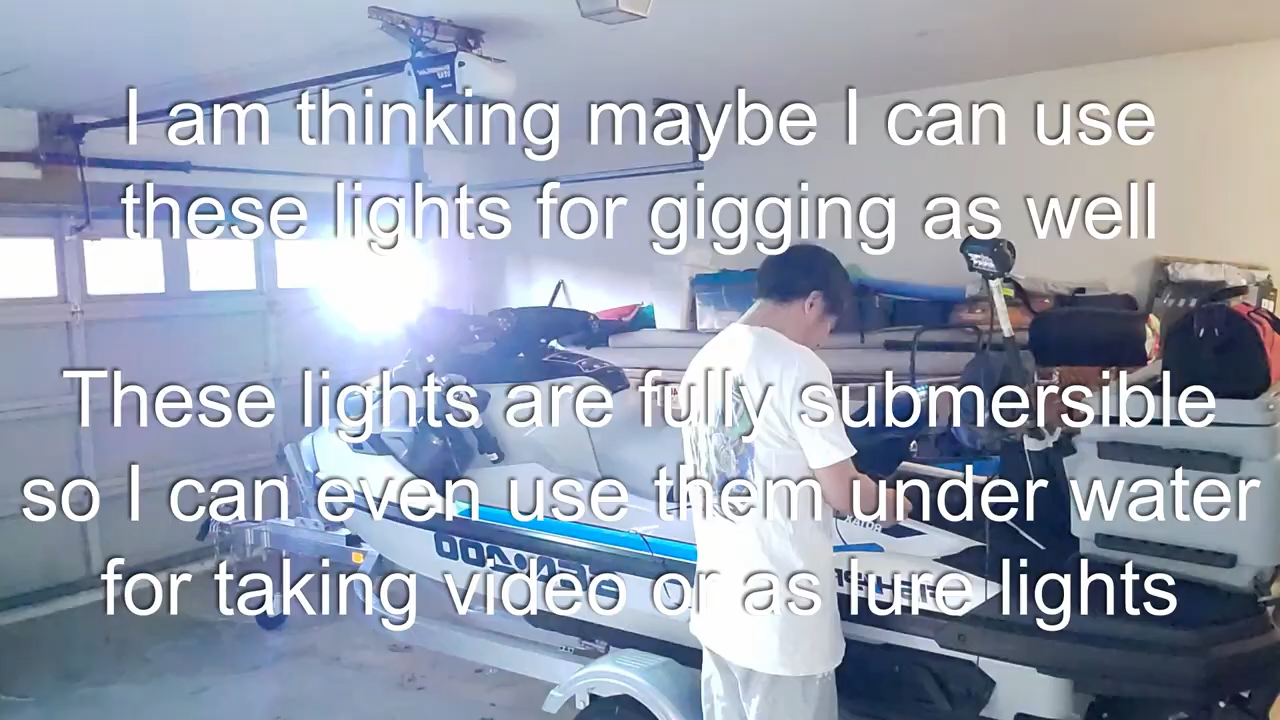 I am thinking maybe I can use
these lights for gigging as well
These lights are fully submersible
so I can even use them under water
for taking video or as lure lights